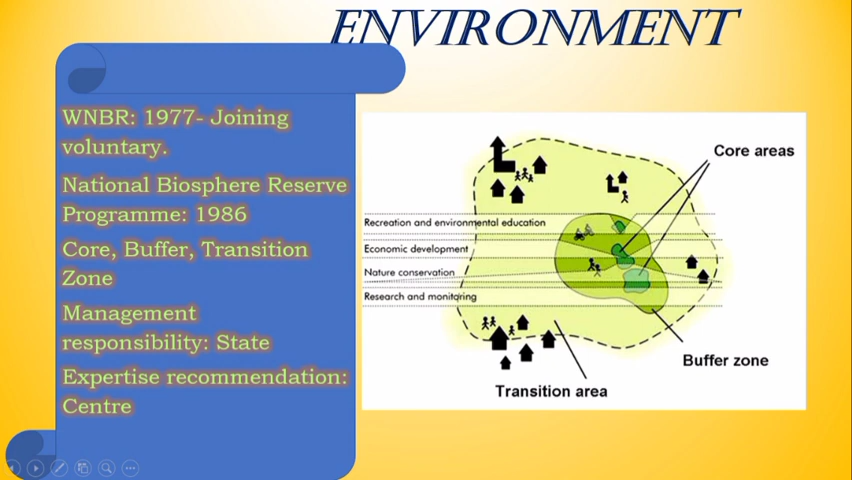 ENVIRONMENT
WNBR: 1977- Joining
voluntary.
National Biosphere Reserve
Programme: 1986
Core, Buffer, Transition
Zone
Management
responsibility: State
Expertise recommendation:
Centre
Core areas
Recreation and environmental education
Economic development
Nature conservation
Research and monitoring
Buffer zone
Transition area